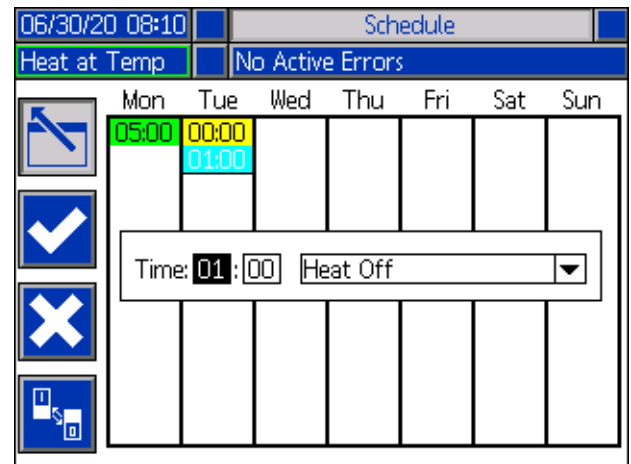 06/30/20 08:10 Schedule
Heat at Temp No Active Errors
Mon Tue Wed Thu Fri Sat Sun
05:00 00:00
01:00
Time: 01 : 00 Heat Off